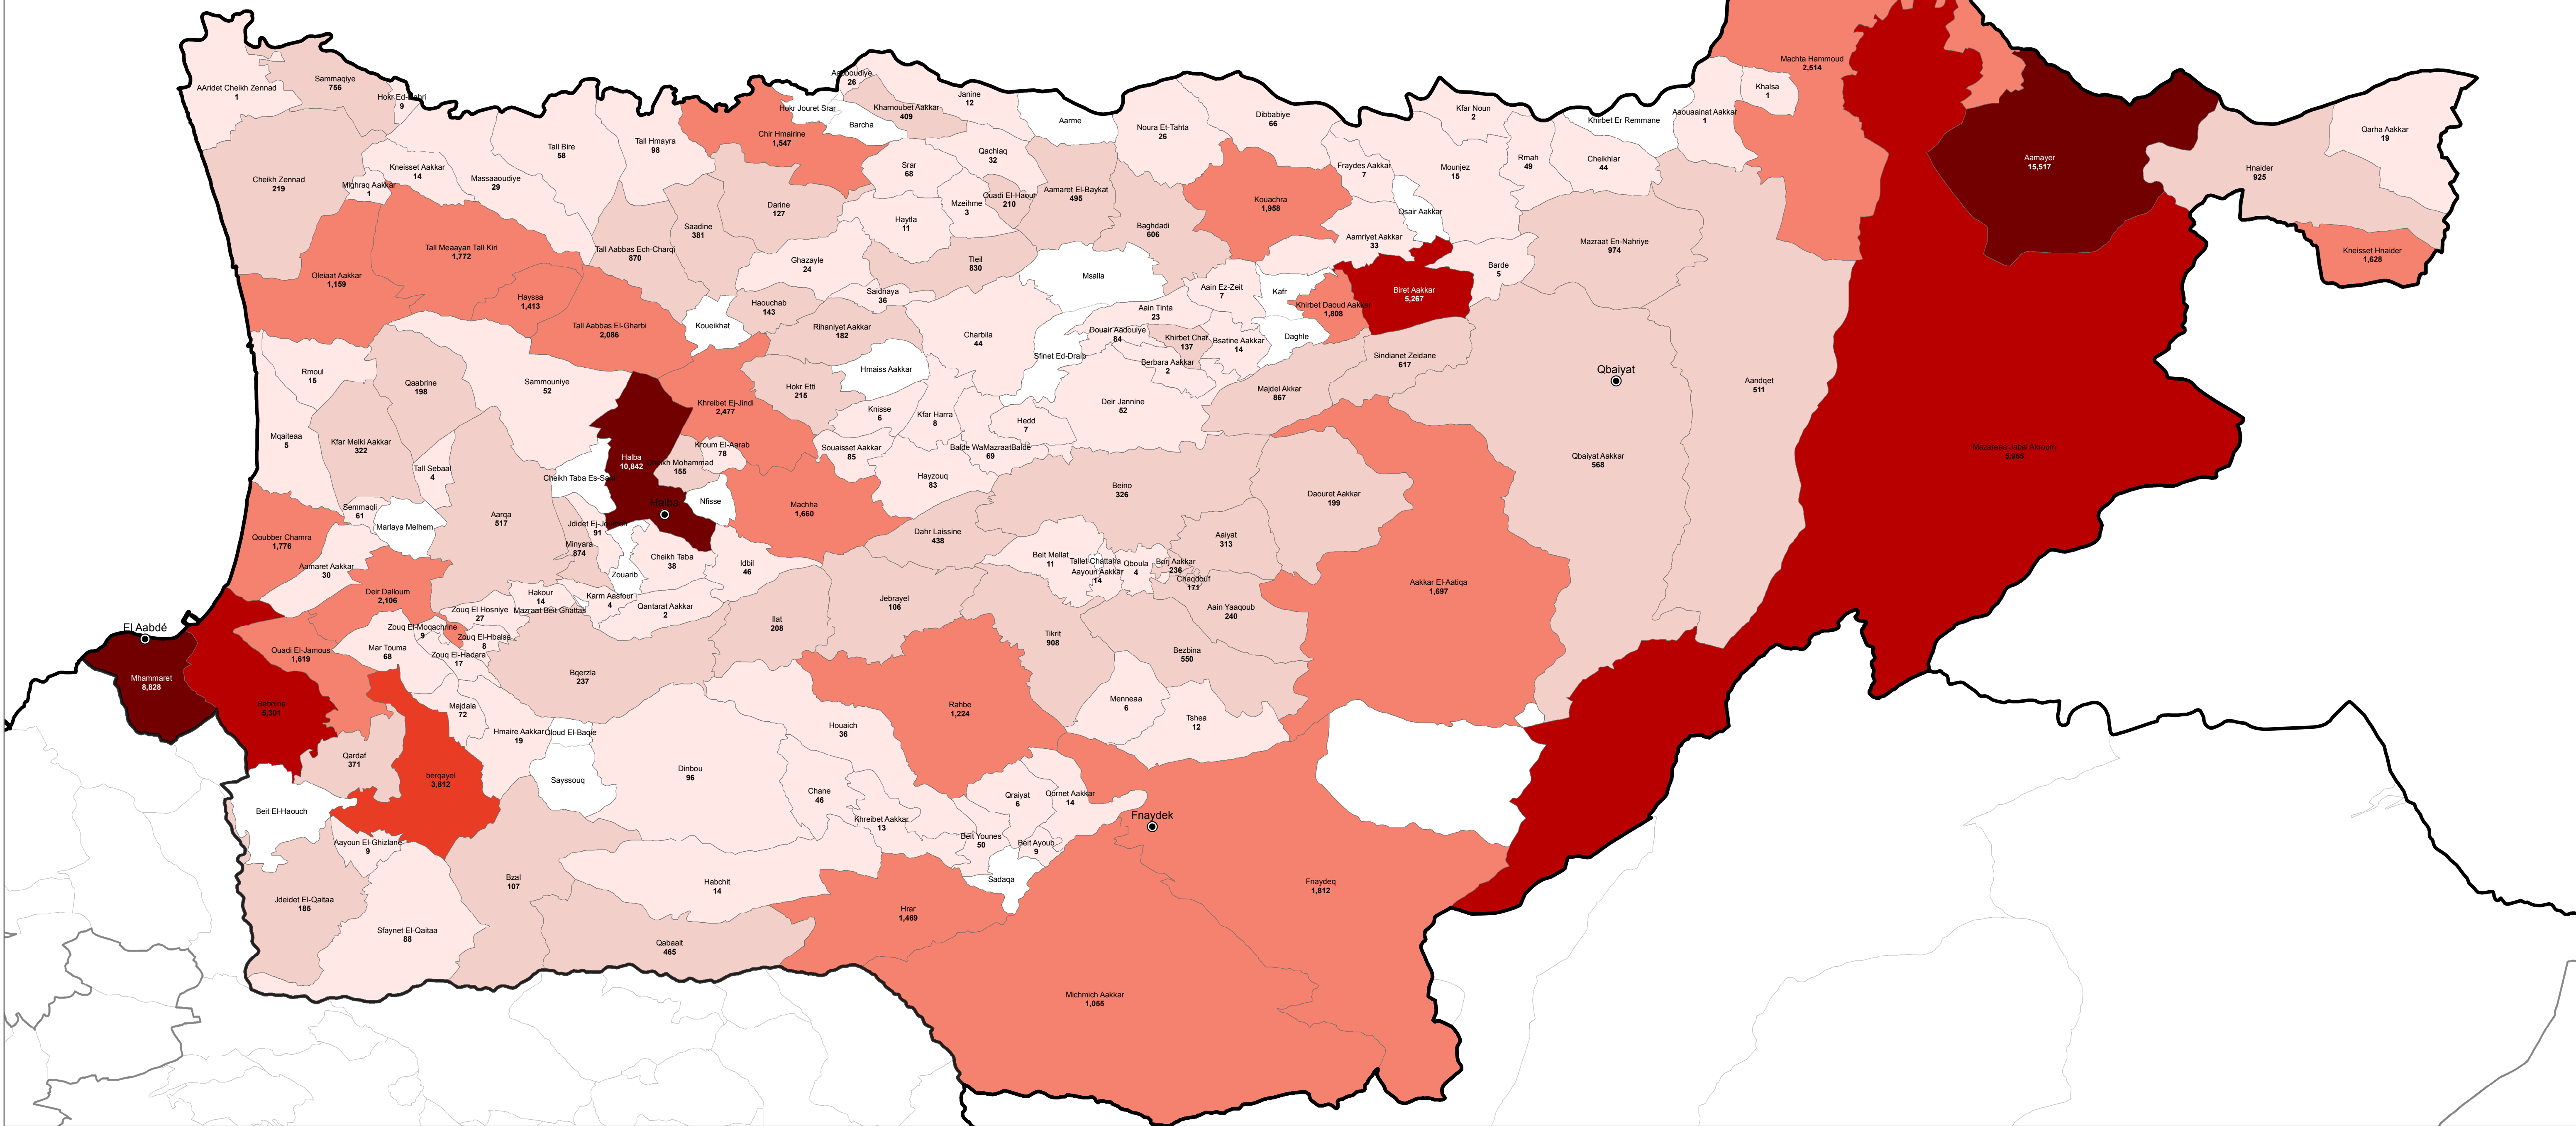 Machta Hammoud
2,514
Sammaqiye
756
AAridet Cheikh Zennad
1
26
Janine
12
Hokr Jouret Srar
Kharnoubet Aakkar
409
Barcha
Aarme
Khalsa
1
Chir Hmairine
1,547
Tall Hmayra
98
Tall Bire
58
Noura Et-Tahta
26
Dibbabiye
66
Kfar Noun
2
Khirbet Er Remmane
Aaouaainat Aakkar
1
Qarha Aakkar
19
Qachlaq
32
Srar
68
Aamayer
15,517
Hnaider
925
Cheikhlar
44
Rmah
49
Mounjez
15
Fraydes Aakkar
7
Cheikh Zennad
219
Kneisset Aakkar
14
Massaaoudiye
29
Mighraq Aakkar
1
Darine
127
Ouadi El-Haour
210
Aamaret El-Baykat
495
Mzeihme
3
Kouachra
1,958
Qsair Aakkar
Haytla
11
Saadine
381
Baghdadi
606
Aamriyet Aakkar
33
Mazraat En-Nahriye
974
Tall Meaayan Tall Kiri
1,772
Tall Aabbas Ech-Charqi
870
Kneisset Hnaider
1,628
Ghazayle
24
Tleil
830
Msalla
Barde
5
Qleiaat Aakkar
1,159
Hayssa
1,413
Saidnaya
36
Aain Ez-Zeit
7
Kafr
Biret Aakkar
5,267
Haouchab
143
Khirbet Daoud Aakkar
1,808
Aain Tinta
23
Tall Aabbas El-Gharbi
2,086
Koueikhat
Rihaniyet Aakkar
182
Charbila
44
Douair Aadouiye
84
Khirbet Char
137
Bsatine Aakkar
14
Daghle
Sfinet Ed-Draib
Sindianet Zeidane
617
Berbara Aakkar
2
Hmaiss Aakkar
Qbaiyat
Rmoul
15
Qaabrine
198
Sammouniye
52
Hokr Etti
215
Majdel Akkar
867
Aandqet
511
Khreibet Ej-Jindi
2,477
Knisse
6
Kfar Harra
8
Hedd
7
Deir Jannine
52
Mqaiteaa
5
Kfar Melki Aakkar
322
Kroum El-Aarab
78
Souaisset Aakkar
85
Balde WaMazraatBalde
69
Mazareaa Jabal Akroum
5,965
Halba
10,842
155
Qbaiyat Aakkar
568
Tall Sebaal
4
Hayzouq
83
Beino
326
Daouret Aakkar
199
Nfisse
Machha
1,660
Semmaqli
61
Aarqa
517
Halba
Marlaya Melhem
91
Qoubber Chamra
1,776
Dahr Laissine
438
Aaiyat
313
Minyara
874
Cheikh Taba
38
Idbil
46
Beit Mellat
11
Tallet Chattaha
Qboula
4
Borj Aakkar
236
Aamaret Aakkar
30
Zouarib
Aayoun Aakkar
14
Chaqdouf
171
Aakkar El-Aatiqa
1,697
Deir Dalloum
2,106
Hakour
14
Karm Aasfour
4
Jebrayel
106
Qantarat Aakkar
2
Zouq El Hosniye
27
Mazraat Beit Ghattas
Aain Yaaqoub
240
Ilat
208
El Aabdé
Zouq El-Moqachrine
9
Zouq El-Hbalsa
8
Tikrit
908
Ouadi El-Jamous
1,619
Mar Touma
68
Zouq El-Hadara
17
Bezbina
550
Bqerzla
237
Mhammaret
8,828
Menneaa
6
Bebnine
5,301
Majdala
72
Rahbe
1,224
Tshea
12
Houaich
36
Hmaire Aakkar
19
Qloud El-Baqie
Qardaf
371
Dinbou
96
berqayel
3,812
Sayssouq
Chane
46
Qraiyat
6
Qornet Aakkar
14
Beit El-Haouch
Khreibet Aakkar
13
Fnaydek
Beit Younes
50
Beit Ayoub
9
Aayoun El-Ghizlane
9
Sadaqa
Bzal
107
Habchit
14
Fnaydeq
1,812
Jdeidet El-Qaitaa
185
Hrar
1,469
Sfaynet El-Qaitaa
88
Qabaait
465
Michmich Aakkar
1,055